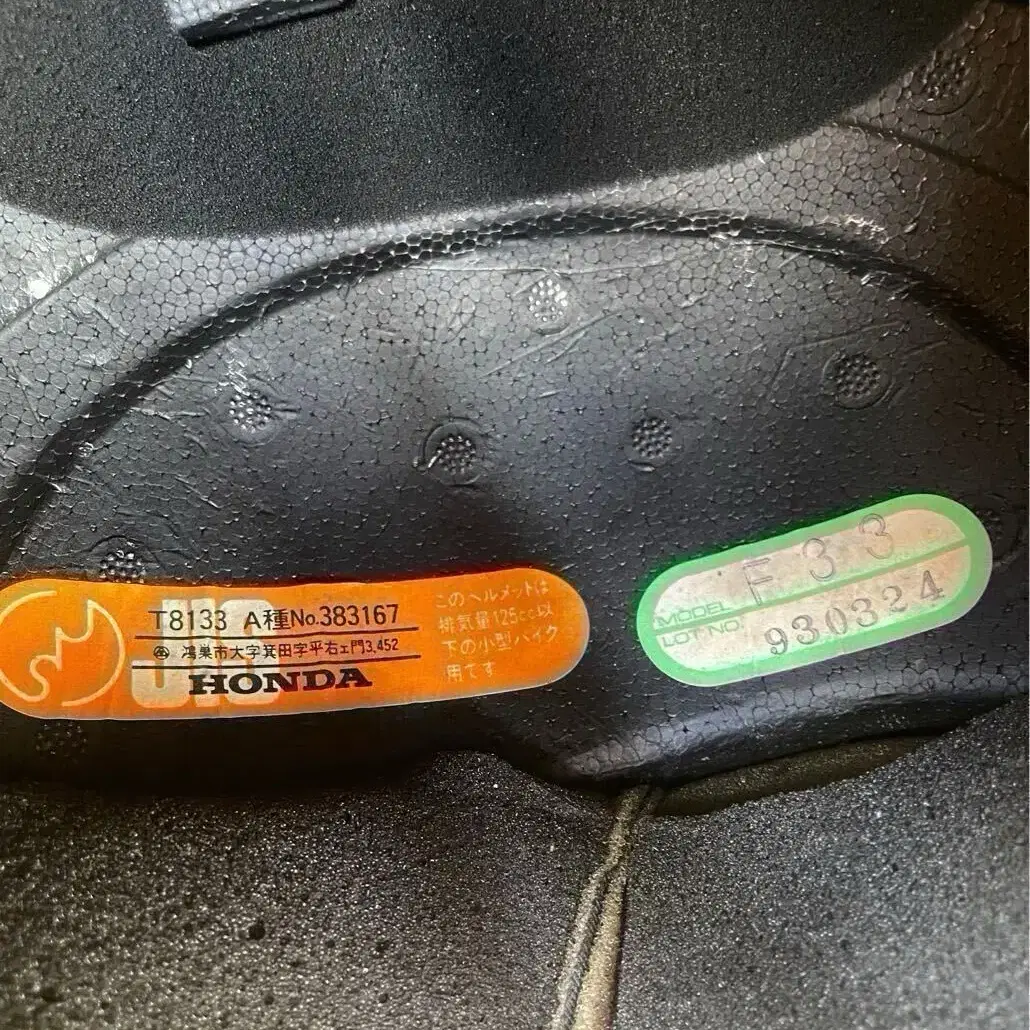 JIS
T8133 A種No.383167
鴻巣市大字箕田字平右ェ門3,452
HONDA
このヘルメットは
排気量125cc以
下の小型バイク
用です
MODEL F33
LOT NO. 930324